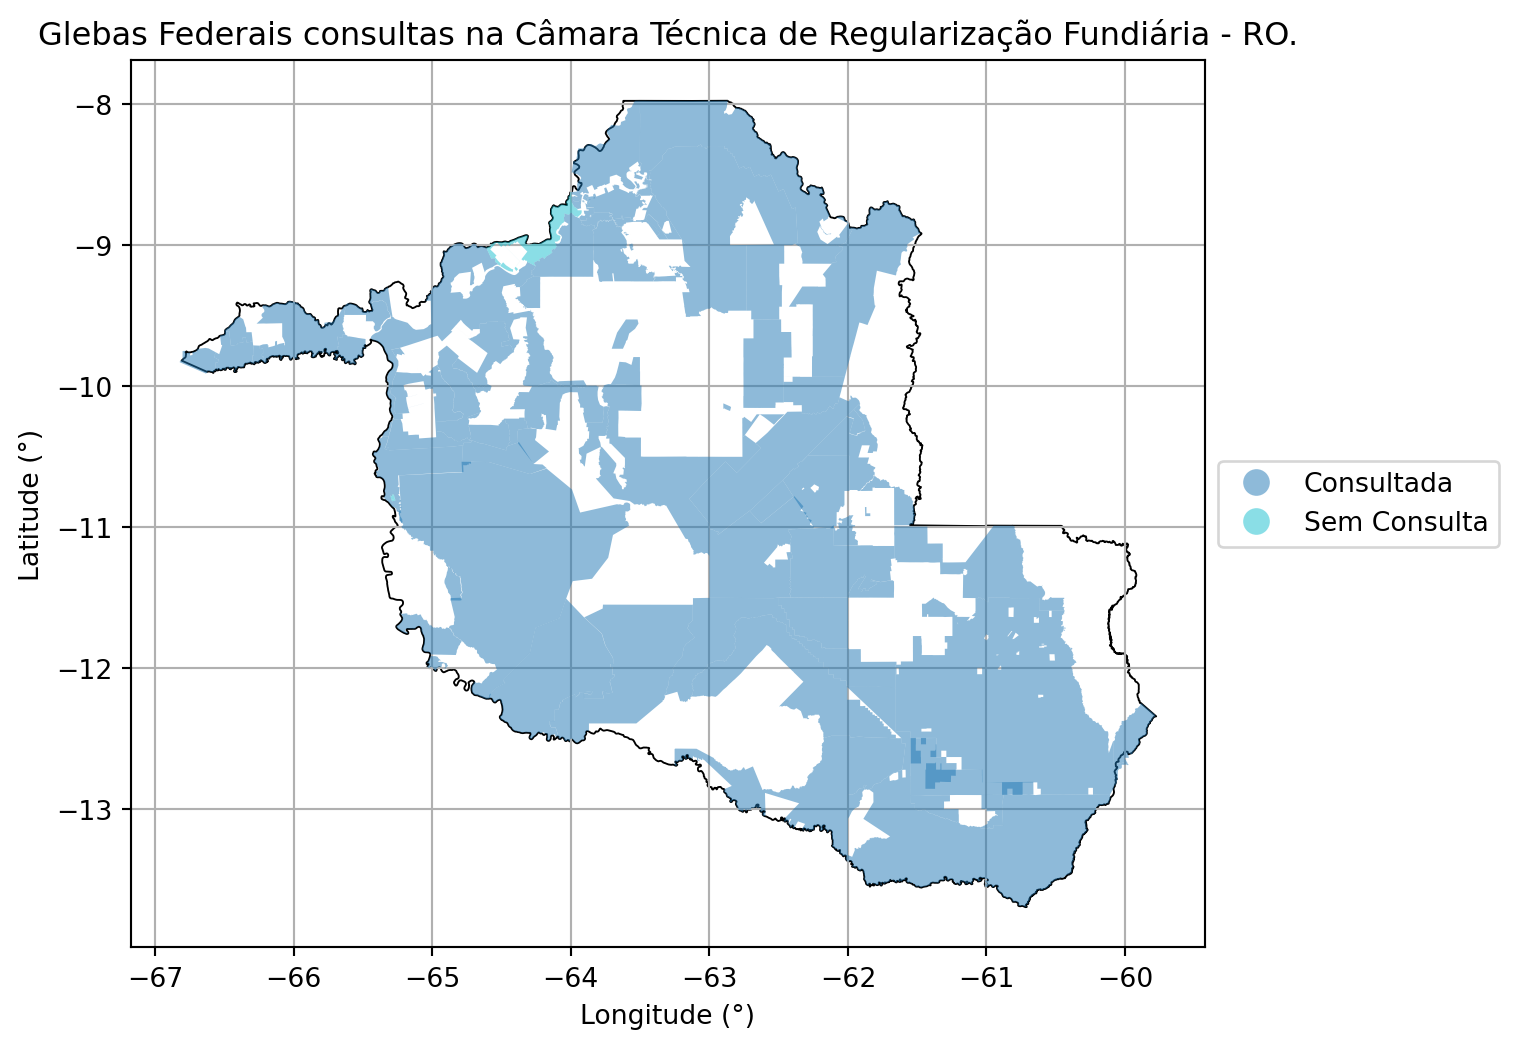 Glebas Federais consultas na Câmara Técnica de Regularização Fundiária - RO.
−8
−9
−10
−11
−12
−13
Latitude (°)
−67 −66 −65 −64 −63 −62 −61 −60
Longitude (°)
Consultada
Sem Consulta